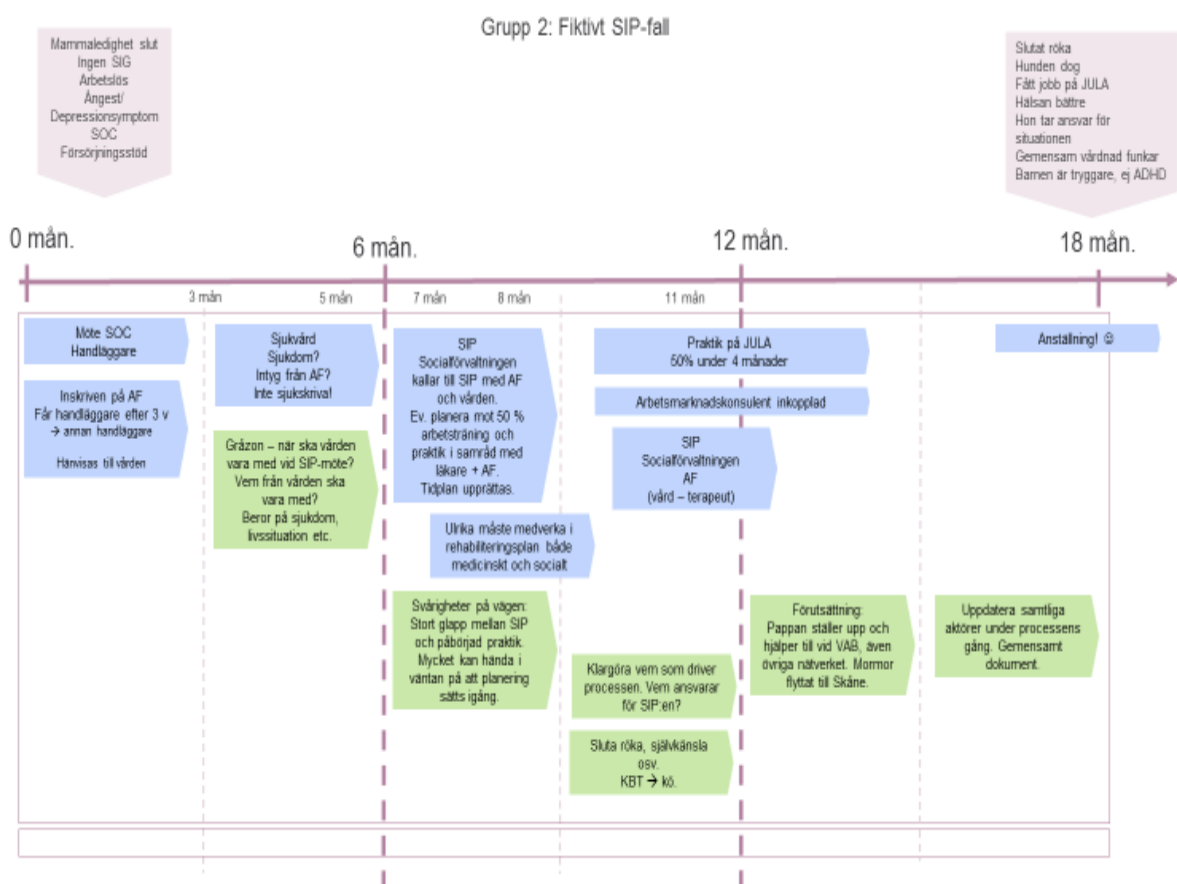 Grupp 2: Fiktivt SIP-fall
Mammaledighet slut
Ingen SIG
Arbetslös
Ångest/
Depressionsymptom
SOC
Försörjningsstöd
Slutat röka
Hunden dog
Fått jobb på JULA
Hälsan bättre
Hon tar ansvar för
situationen
Gemensam vårdnad funkar
Barnen är tryggare, ej ADHD
0 mån.
6 mån.
12 mån.
18 mån.
3 mån
5 mån
7 mån
8 mån
11 mån
Möte SOC
Handläggare
Inskriven på AF
Får handläggare efter 3 v
→ annan handläggare
Hänvisas till vården
Sjukvård
Sjukdom?
Intyg från AF?
Inte sjukskriva!
Gråzon – när ska vården
vara med vid SIP-möte?
Vem från vården ska
vara med?
Beror på sjukdom,
livssituation etc.
SIP
Socialförvaltningen
kallar till SIP med AF
och vården.
Ev. planera mot 50 %
arbetsträning och
praktik i samråd med
läkare + AF.
Tidplan upprättas.
Ulrika måste medverka i
rehabiliteringsplan både
medicinskt och socialt
Svårigheter på vägen:
Stort glapp mellan SIP
och påbörjad praktik.
Mycket kan hända i
väntan på att planering
sätts igång.
Praktik på JULA
50% under 4 månader
Arbetsmarknadskonsulent inkopplad
SIP
Socialförvaltningen
AF
(vård – terapeut)
Klargöra vem som driver
processen. Vem ansvarar
för SIP:en?
Sluta röka, självkänsla
osv.
KBT → kö.
Förutsättning:
Pappan ställer upp och
hjälper till vid VAB, även
övriga nätverket. Mormor
flyttat till Skåne.
Anställning! ☺
Uppdatera samtliga
aktörer under processens
gång. Gemensamt
dokument.